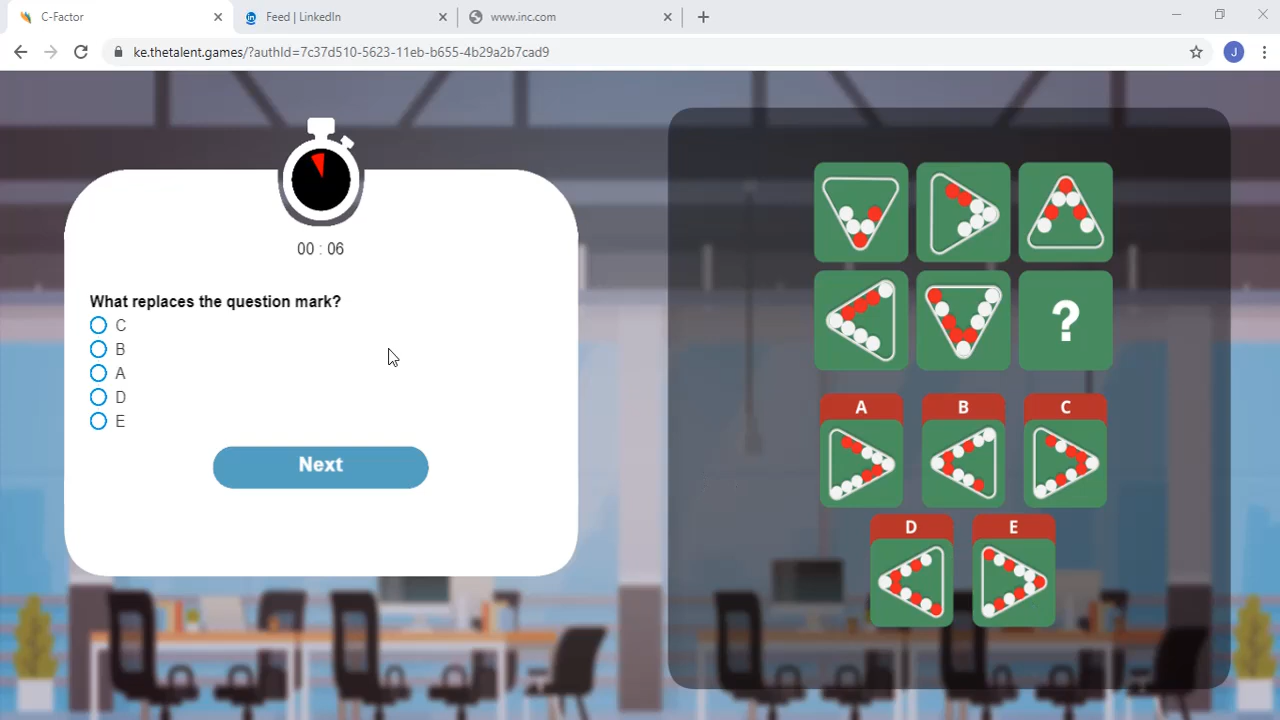 C-Factor
Feed | LinkedIn
www.inc.com
ke.thetalent.games/?authId=7c37d510-5623-11eb-b655-4b29a2b7cad9
J
00 : 06
What replaces the question mark?
C
B
A
D
E
Next
?
A B C
D E